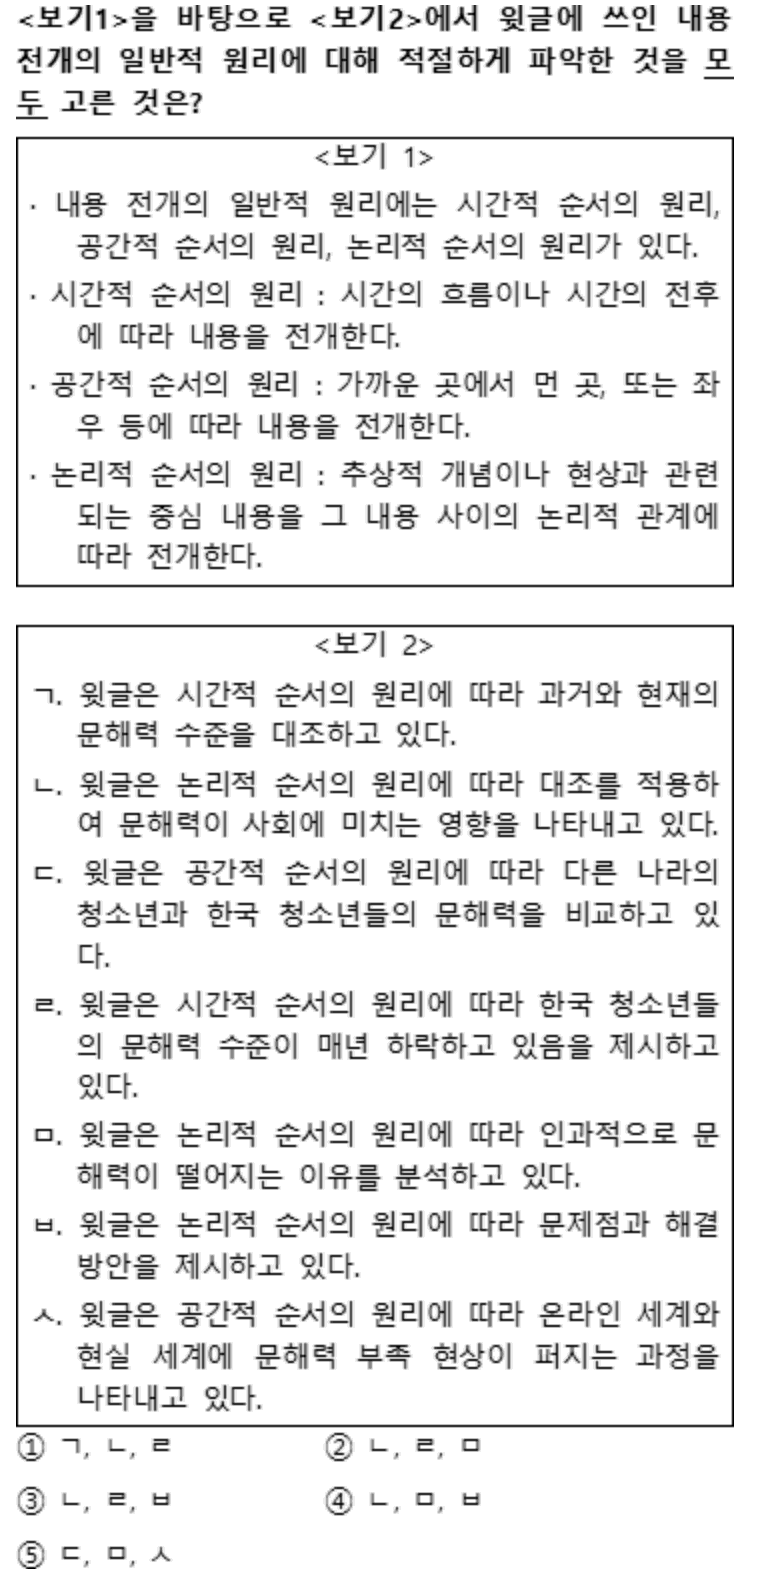 <보기1>을 바탕으로 <보기2>에서 윗글에 쓰인 내용
전개의 일반적 원리에 대해 적절하게 파악한 것을 모
두 고른 것은?
<보기 1>
· 내용 전개의 일반적 원리에는 시간적 순서의 원리,
공간적 순서의 원리, 논리적 순서의 원리가 있다.
· 시간적 순서의 원리 : 시간의 흐름이나 시간의 전후
에 따라 내용을 전개한다.
· 공간적 순서의 원리 : 가까운 곳에서 먼 곳, 또는 좌
우 등에 따라 내용을 전개한다.
· 논리적 순서의 원리 : 추상적 개념이나 현상과 관련
되는 중심 내용을 그 내용 사이의 논리적 관계에
따라 전개한다.
<보기 2>
ㄱ. 윗글은 시간적 순서의 원리에 따라 과거와 현재의
문해력 수준을 대조하고 있다.
ㄴ. 윗글은 논리적 순서의 원리에 따라 대조를 적용하
여 문해력이 사회에 미치는 영향을 나타내고 있다.
ㄷ. 윗글은 공간적 순서의 원리에 따라 다른 나라의
청소년과 한국 청소년들의 문해력을 비교하고 있
다.
ㄹ. 윗글은 시간적 순서의 원리에 따라 한국 청소년들
의 문해력 수준이 매년 하락하고 있음을 제시하고
있다.
ㅁ. 윗글은 논리적 순서의 원리에 따라 인과적으로 문
해력이 떨어지는 이유를 분석하고 있다.
ㅂ. 윗글은 논리적 순서의 원리에 따라 문제점과 해결
방안을 제시하고 있다.
ㅅ. 윗글은 공간적 순서의 원리에 따라 온라인 세계와
현실 세계에 문해력 부족 현상이 퍼지는 과정을
나타내고 있다.
① ㄱ, ㄴ, ㄹ ② ㄴ, ㄹ, ㅁ
③ ㄴ, ㄹ, ㅂ ④ ㄴ, ㅁ, ㅂ
⑤ ㄷ, ㅁ, ㅅ